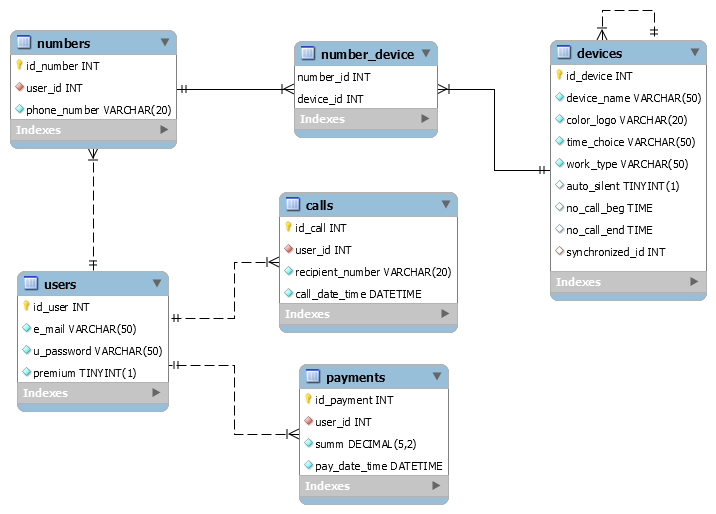 numbers
id_number INT
user_id INT
phone_number VARCHAR(20)
Indexes
number_device
number_id INT
device_id INT
Indexes
devices
id_device INT
device_name VARCHAR(50)
color_logo VARCHAR(20)
time_choice VARCHAR(50)
work_type VARCHAR(50)
auto_silent TINYINT(1)
no_call_beg TIME
no_call_end TIME
synchronized_id INT
Indexes
calls
id_call INT
user_id INT
recipient_number VARCHAR(20)
call_date_time DATETIME
Indexes
users
id_user INT
e_mail VARCHAR(50)
u_password VARCHAR(50)
premium TINYINT(1)
Indexes
payments
id_payment INT
user_id INT
summ DECIMAL(5,2)
pay_date_time DATETIME
Indexes